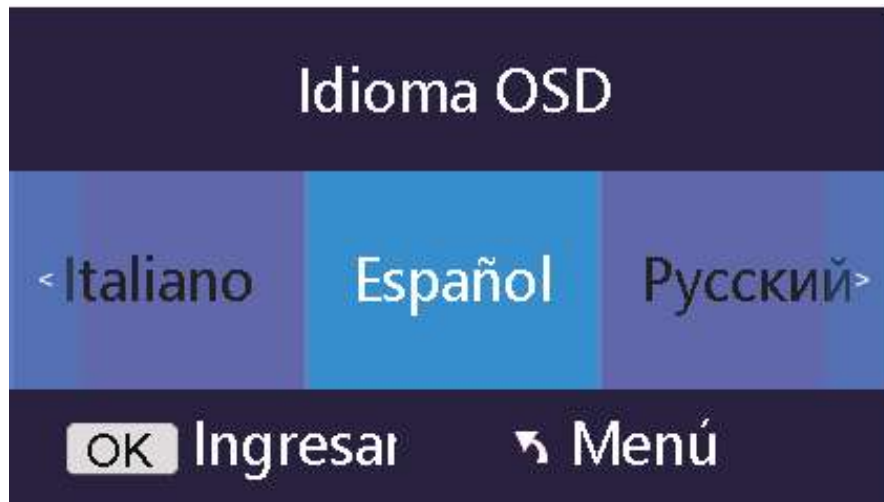 Idioma OSD
< Italiano Español Русский >
OK Ingresar Menú